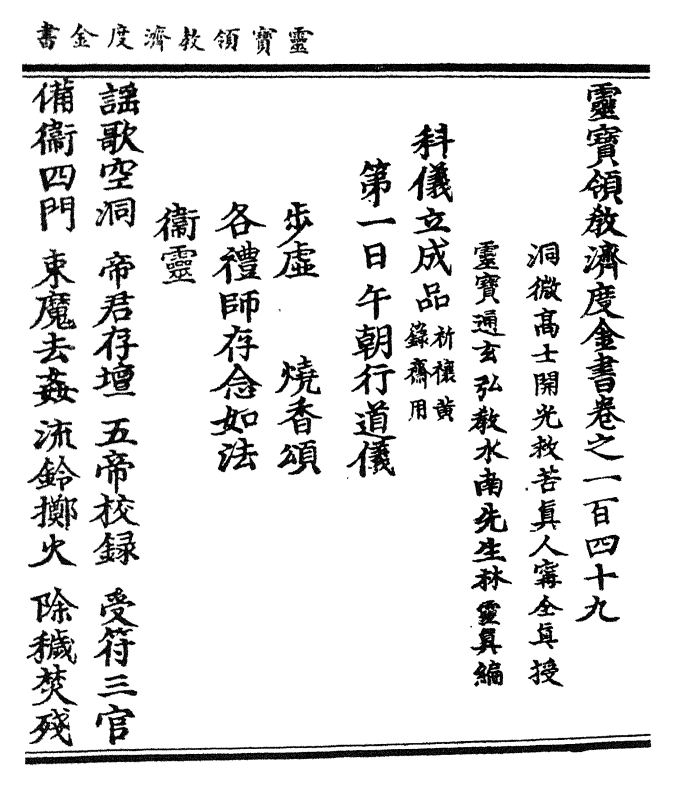 靈寶領教濟度金書
靈寶領教濟度金書卷之一百四十九
洞微高士開光救苦真人甯全真授
靈寶通玄弘教水南先生林靈真編
科儀立成品 祈禳黃籙齋用
第一日午朝行道儀
步虛 燒香頌
各禮師存念如法
衛靈
謡歌空洞 帝君存壇 五帝校録 受符三官
備衛四門 束魔去姦 流鈴擲火 除穢焚殘